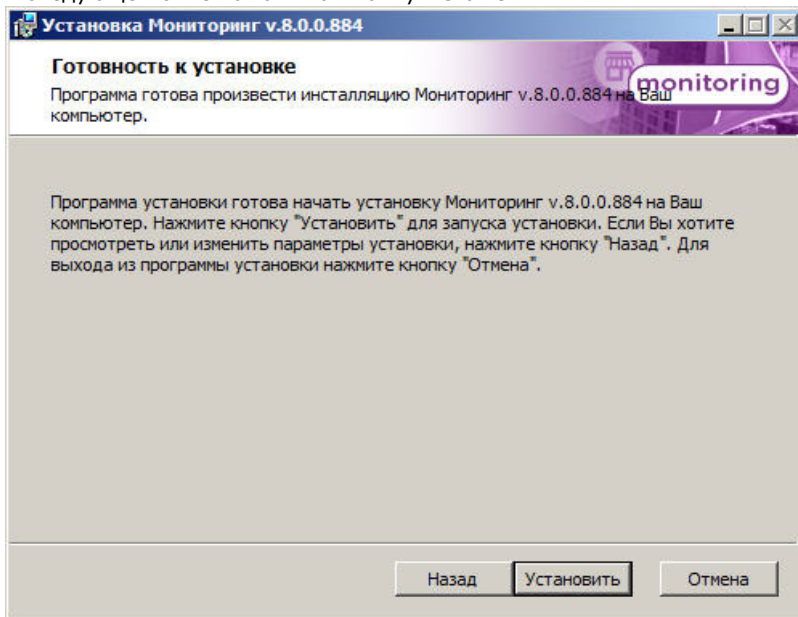 Установка Мониторинг v.8.0.0.884
Готовность к установке
Программа готова произвести инсталляцию Мониторинг v.8.0.0.884 на Ваш
компьютер.
monitoring
Программа установки готова начать установку Мониторинг v.8.0.0.884 на Ваш
компьютер. Нажмите кнопку "Установить" для запуска установки. Если Вы хотите
просмотреть или изменить параметры установки, нажмите кнопку "Назад". Для
выхода из программы установки нажмите кнопку "Отмена".
Назад
Установить
Отмена